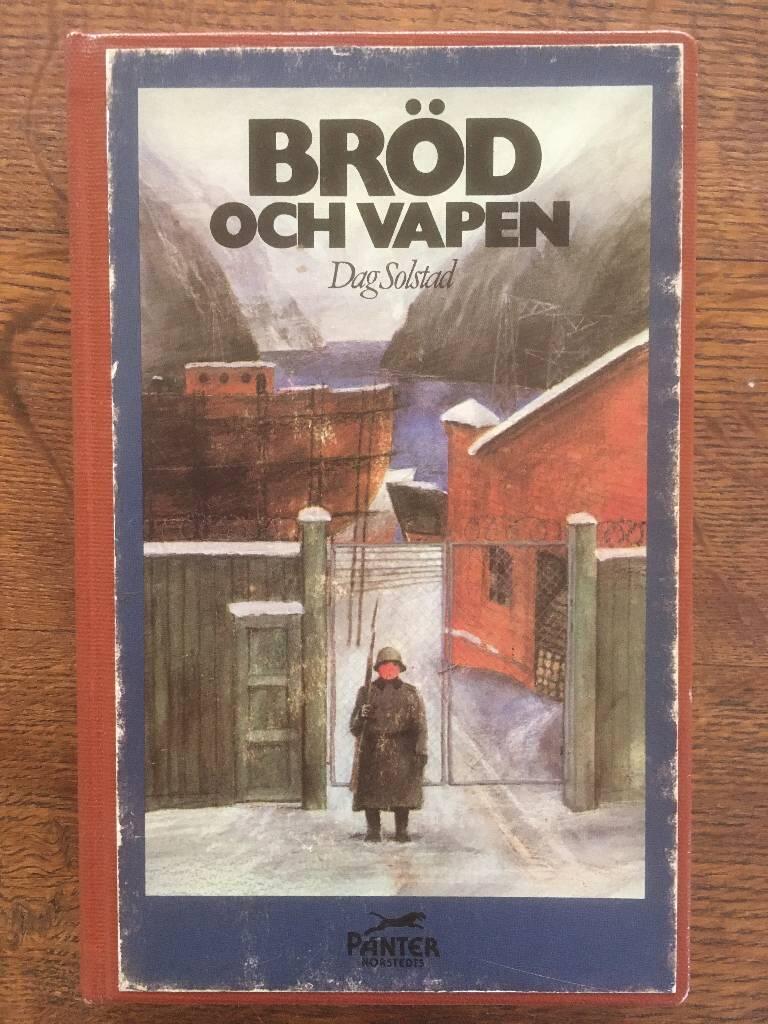 BRÖD
OCH VAPEN
Dag Solstad
PANTER
NORSTEDTS